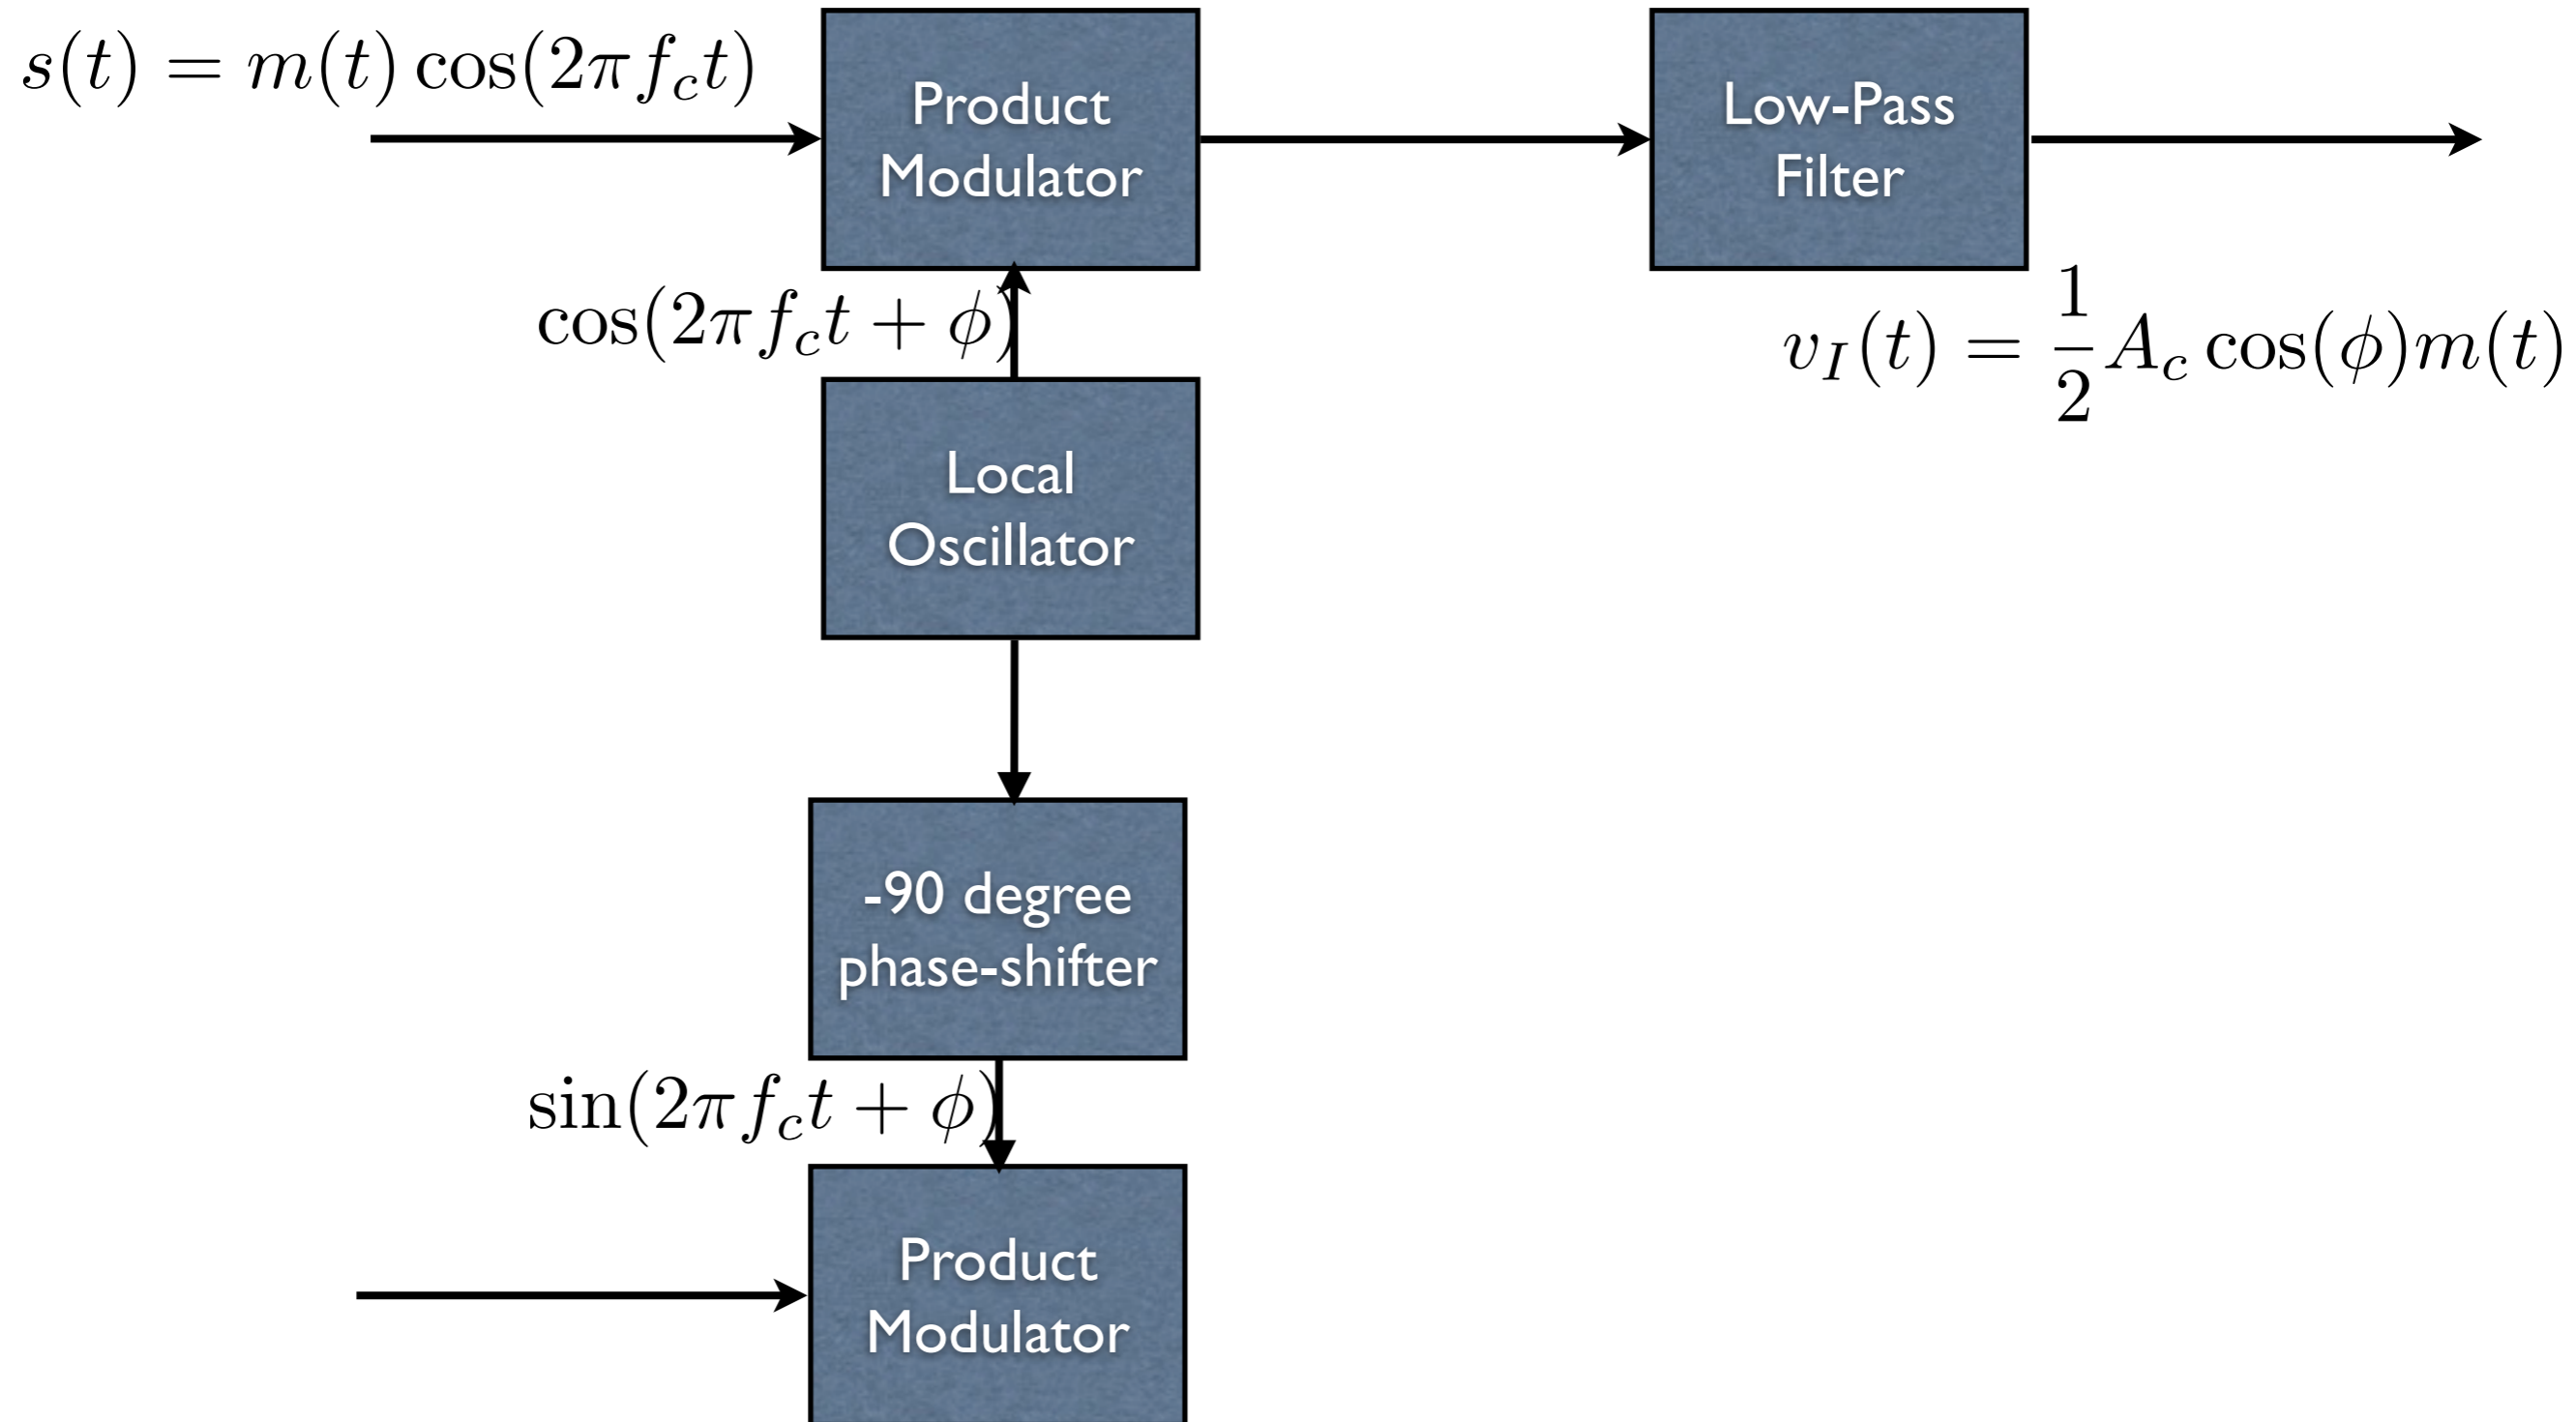 s(t) = m(t) cos(2πf_c t)
Product
Modulator
Low-Pass
Filter
cos(2πf_c t + ϕ)
v_I(t) = \frac{1}{2} A_c cos(ϕ)m(t)
Local
Oscillator
-90 degree
phase-shifter
sin(2πf_c t + ϕ)
Product
Modulator